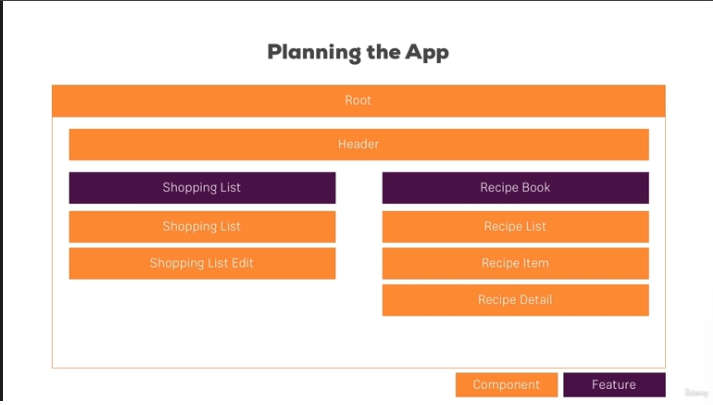 Planning the App
Root
Header
Shopping List
Recipe Book
Shopping List
Recipe List
Shopping List Edit
Recipe Item
Recipe Detail
Component
Feature
Udemy